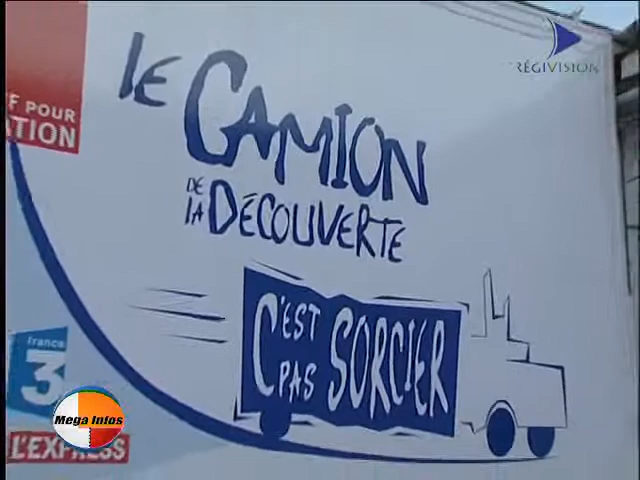 RÉGIVISION
F POUR
ATION
LE CAMION
DE LA DÉCOUVERTE
C'EST PAS SORCIER
france
3
Mega Infos
L'EXPRESS